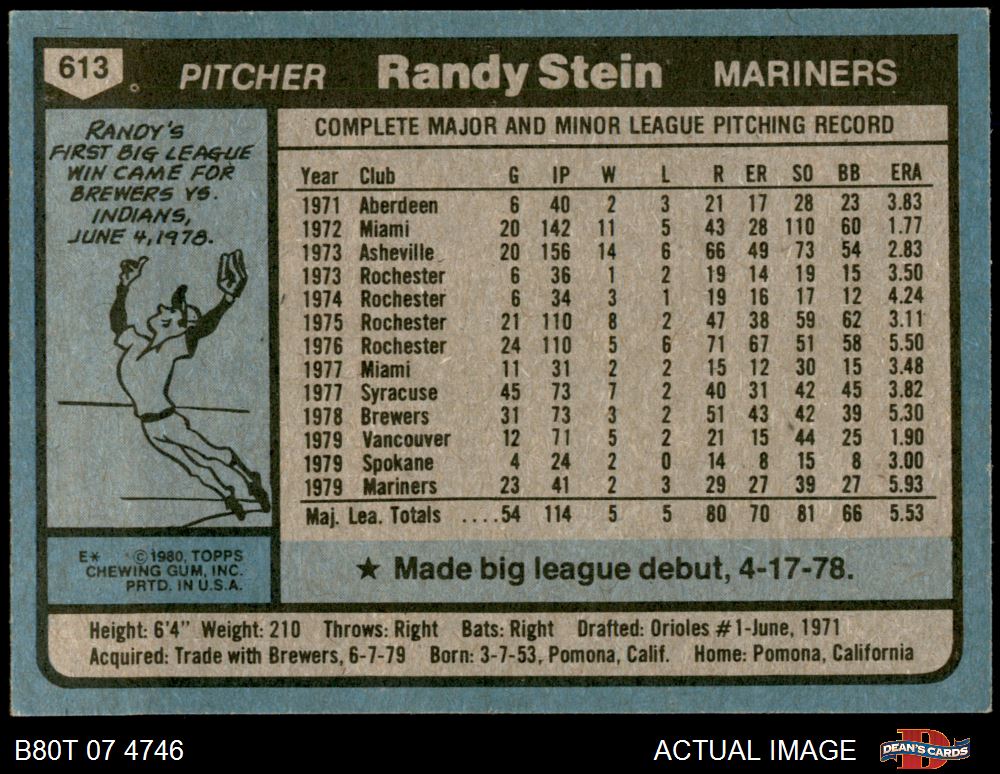 613 PITCHER Randy Stein MARINERS
RANDY'S
FIRST BIG LEAGUE
WIN CAME FOR
BREWERS VS.
INDIANS,
JUNE 4, 1978.
COMPLETE MAJOR AND MINOR LEAGUE PITCHING RECORD
Year Club G IP W L R ER SO BB ERA
1971 Aberdeen 6 40 2 3 21 17 28 23 3.83
1972 Miami 20 142 11 5 43 28 110 60 1.77
1973 Asheville 20 156 14 6 66 49 73 54 2.83
1973 Rochester 6 36 1 2 19 14 19 15 3.50
1974 Rochester 6 34 3 1 19 16 17 12 4.24
1975 Rochester 21 110 8 2 47 38 59 62 3.11
1976 Rochester 24 110 5 6 71 67 51 58 5.50
1977 Miami 11 31 2 2 15 12 30 15 3.48
1977 Syracuse 45 73 7 2 40 31 42 45 3.82
1978 Brewers 31 73 3 2 51 43 42 39 5.30
1979 Vancouver 12 71 5 2 21 15 44 25 1.90
1979 Spokane 4 24 2 0 14 8 15 8 3.00
1979 Mariners 23 41 2 3 29 27 39 27 5.93
Maj. Lea. Totals ....54 114 5 5 80 70 81 66 5.53
E* ©1980, TOPPS
CHEWING GUM, INC.
PRTD. IN U.S.A.
★ Made big league debut, 4-17-78.
Height: 6'4" Weight: 210 Throws: Right Bats: Right Drafted: Orioles #1-June, 1971
Acquired: Trade with Brewers, 6-7-79 Born: 3-7-53, Pomona, Calif. Home: Pomona, California
B80T 07 4746 ACTUAL IMAGE DEAN'S CARDS